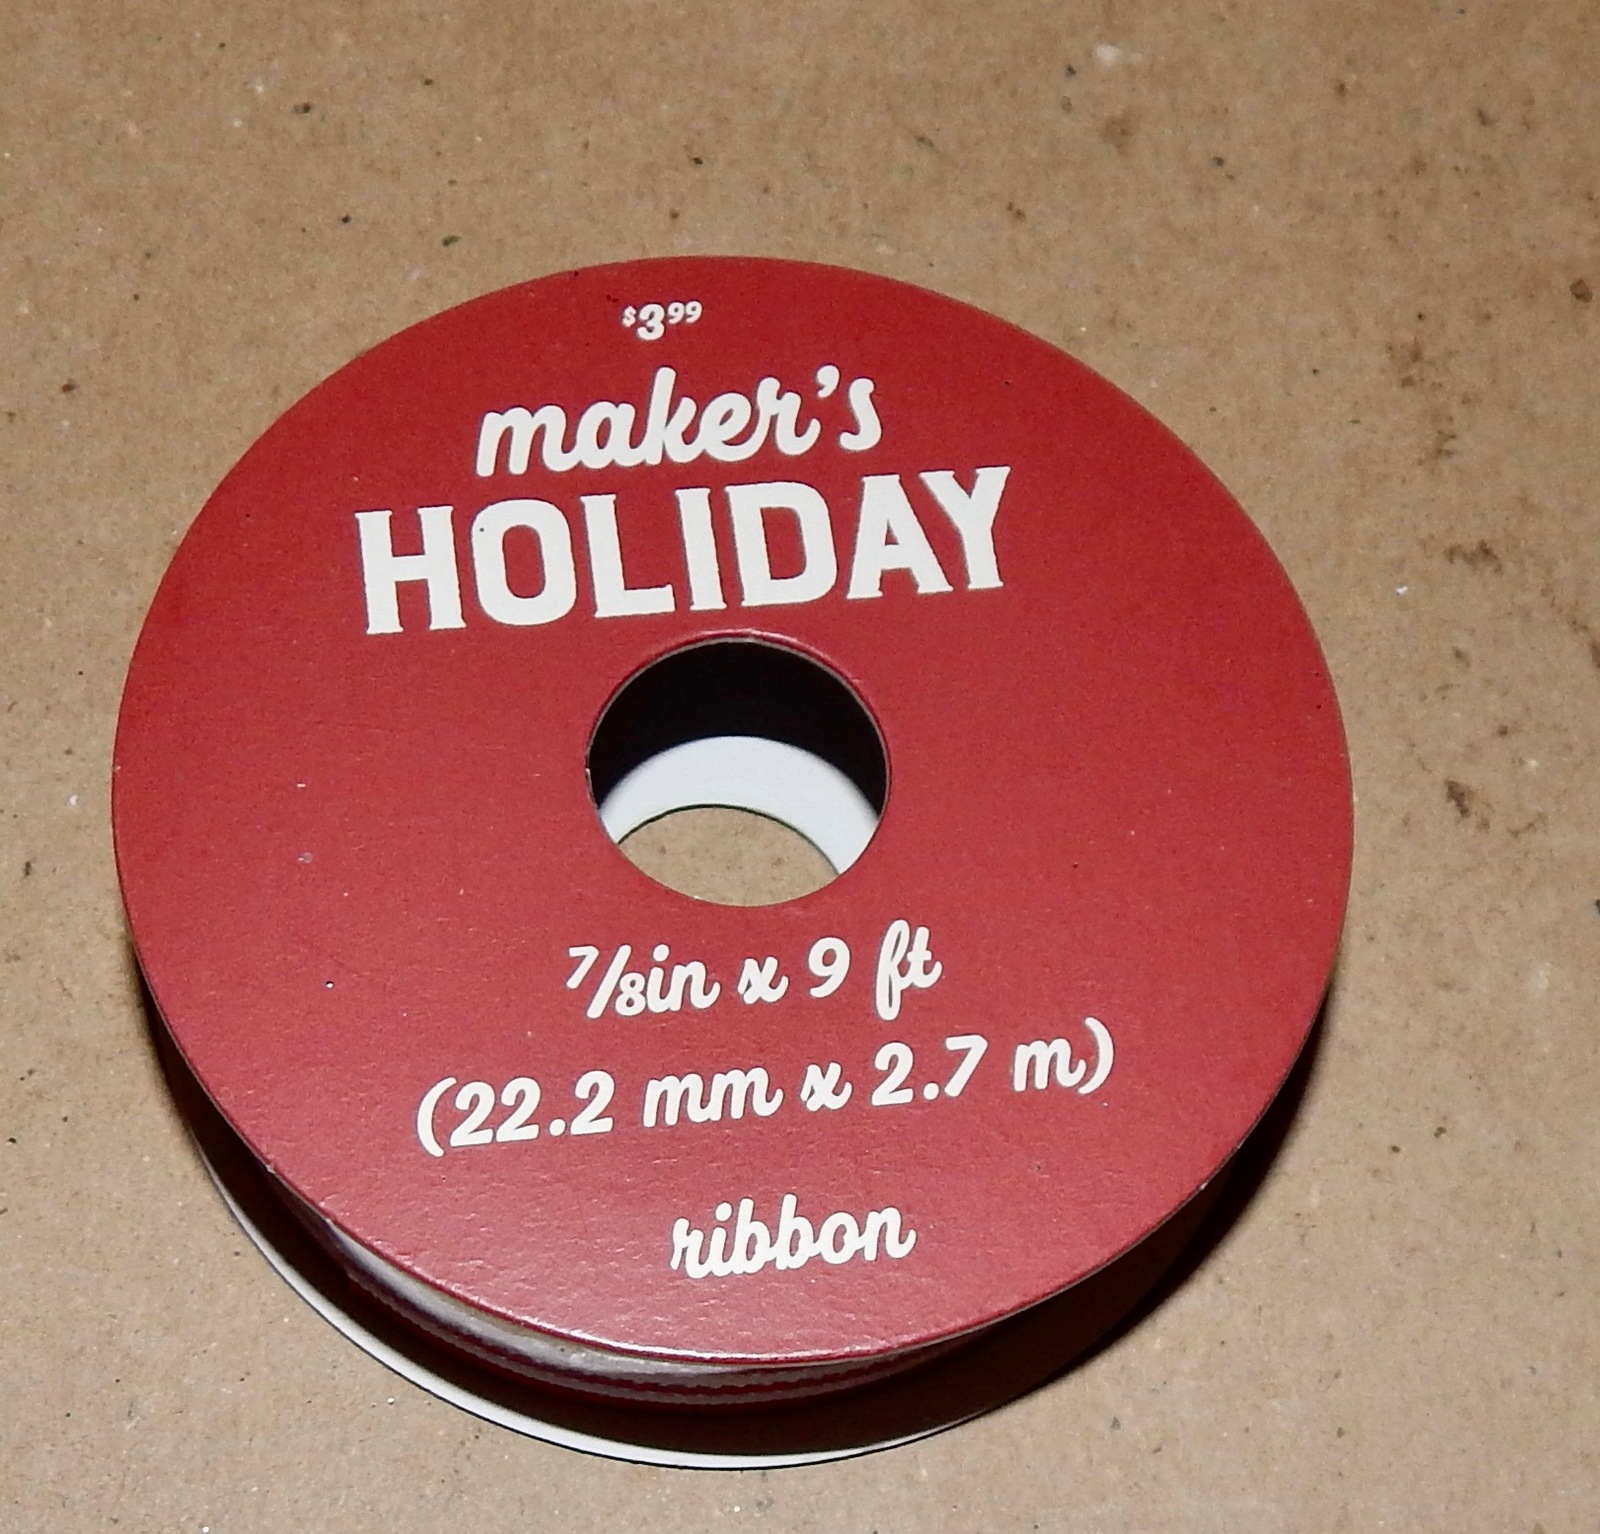 $3.99
maker's
HOLIDAY
7/8in x 9 ft
(22.2 mm x 2.7 m)
ribbon